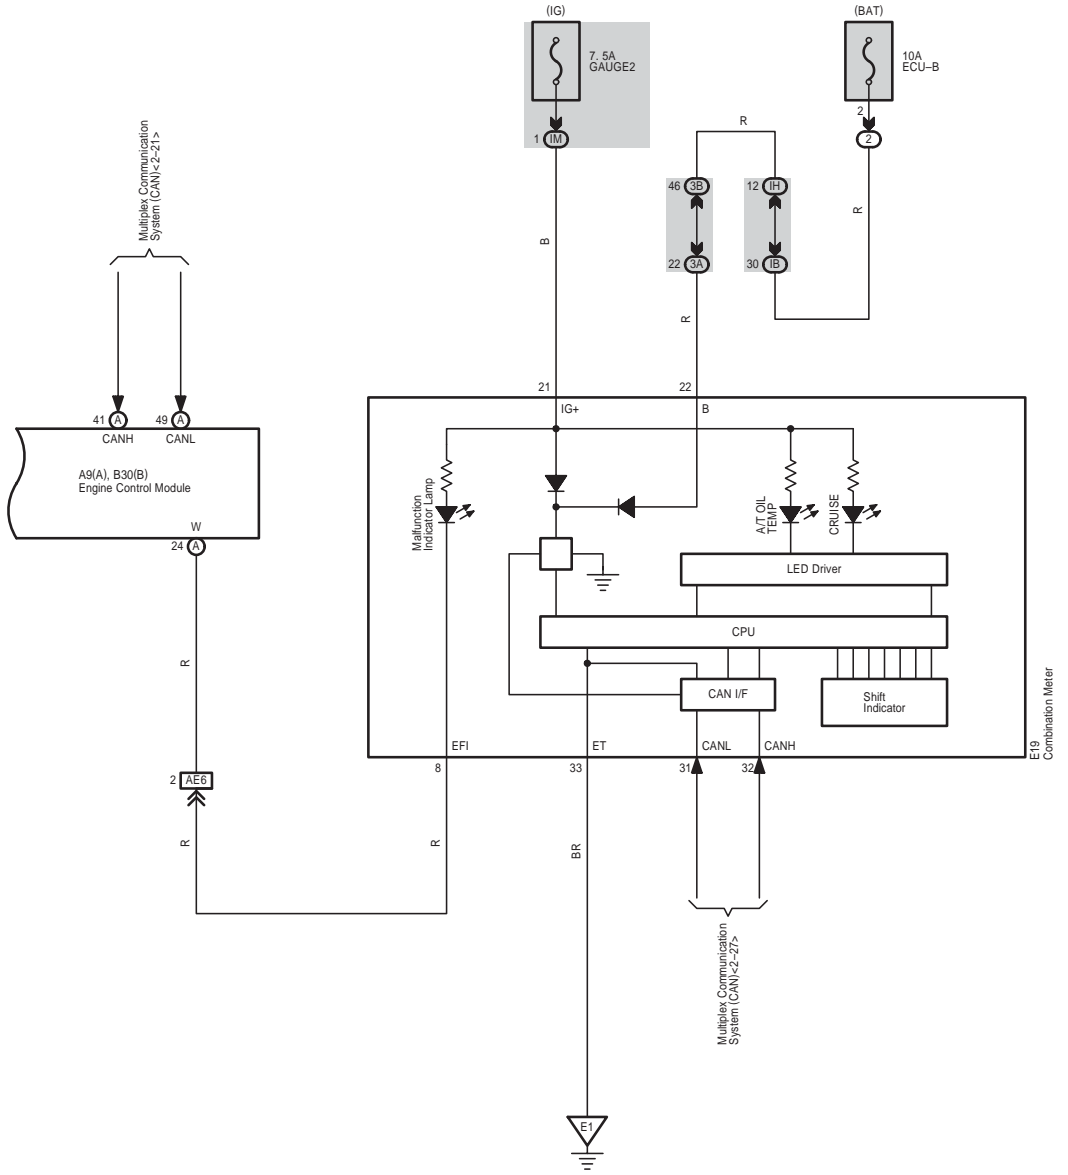 (IG)
(BAT)
7. 5A
GAUGE2
10A
ECU–B
2
1 IM
2
R
Multiplex Communication
System (CAN)<2–21>
46 3B
12 IH
B
R
22 3A
30 IB
R
21
22
IG+
B
41 A
49 A
CANH
CANL
A9(A), B30(B)
Engine Control Module
W
24 A
Malfunction
Indicator Lamp
A/T OIL
TEMP
CRUISE
LED Driver
CPU
CAN I/F
Shift
Indicator
R
EFI
ET
CANL
CANH
8
33
31
32
E19
Combination Meter
2 AE6
R
R
BR
Multiplex Communication
System (CAN)<2–27>
E1